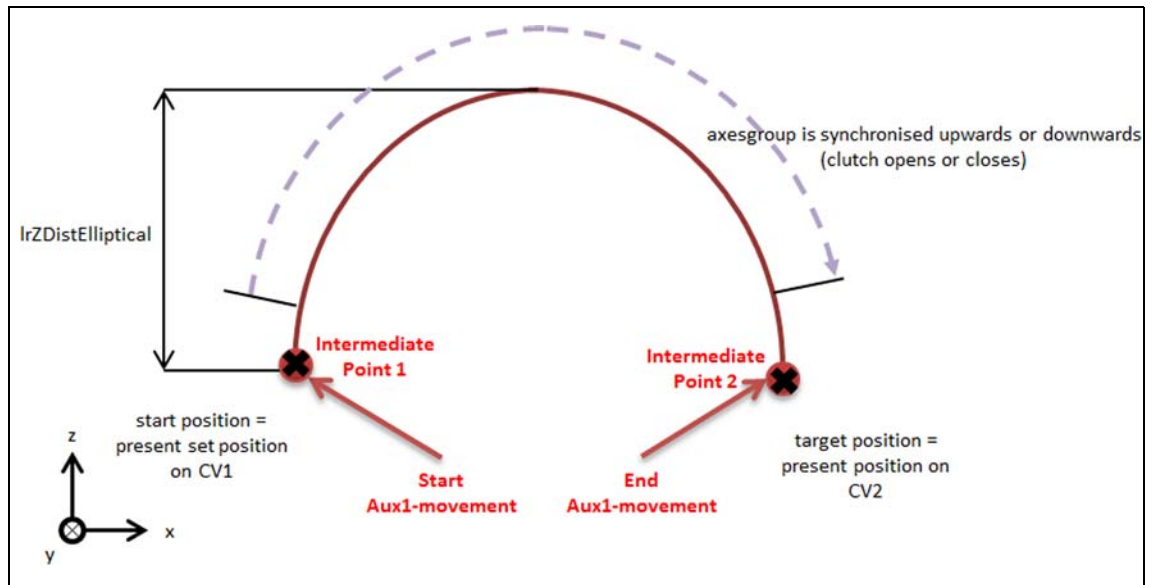 axesgroup is synchronised upwards or downwards
(clutch opens or closes)
lrZDistElliptical
Intermediate
Point 1
Intermediate
Point 2
start position =
present set position
on CV1
target position =
present position on
CV2
Start
Aux1-movement
End
Aux1-movement
z
x
y